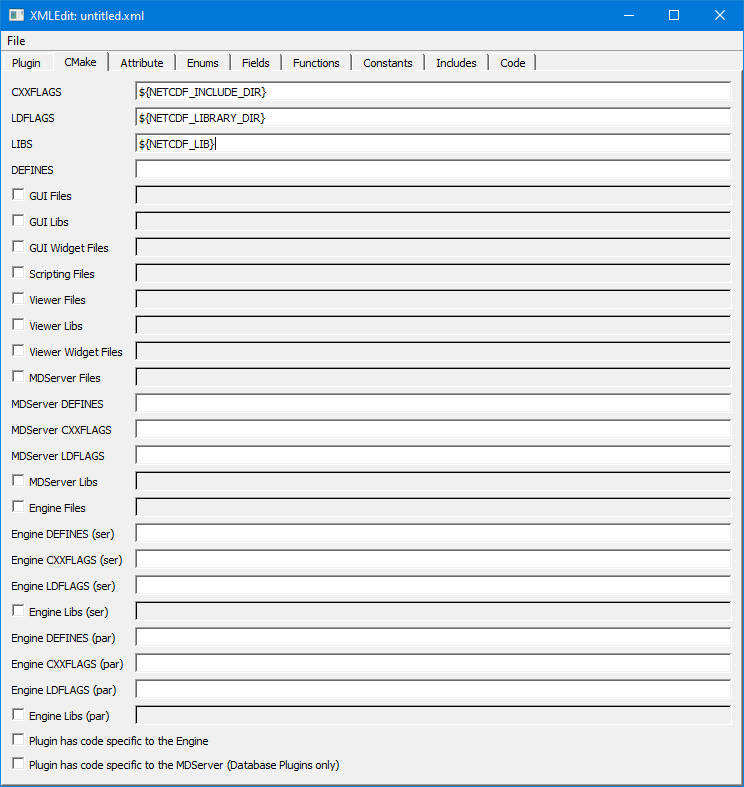 XMLEdit: untitled.xml
File
Plugin CMake Attribute Enums Fields Functions Constants Includes Code
CXXFLAGS ${NETCDF_INCLUDE_DIR}
LDFLAGS ${NETCDF_LIBRARY_DIR}
LIBS ${NETCDF_LIB}
DEFINES
GUI Files
GUI Libs
GUI Widget Files
Scripting Files
Viewer Files
Viewer Libs
Viewer Widget Files
MDServer Files
MDServer DEFINES
MDServer CXXFLAGS
MDServer LDFLAGS
MDServer Libs
Engine Files
Engine DEFINES (ser)
Engine CXXFLAGS (ser)
Engine LDFLAGS (ser)
Engine Libs (ser)
Engine DEFINES (par)
Engine CXXFLAGS (par)
Engine LDFLAGS (par)
Engine Libs (par)
Plugin has code specific to the Engine
Plugin has code specific to the MDServer (Database Plugins only)